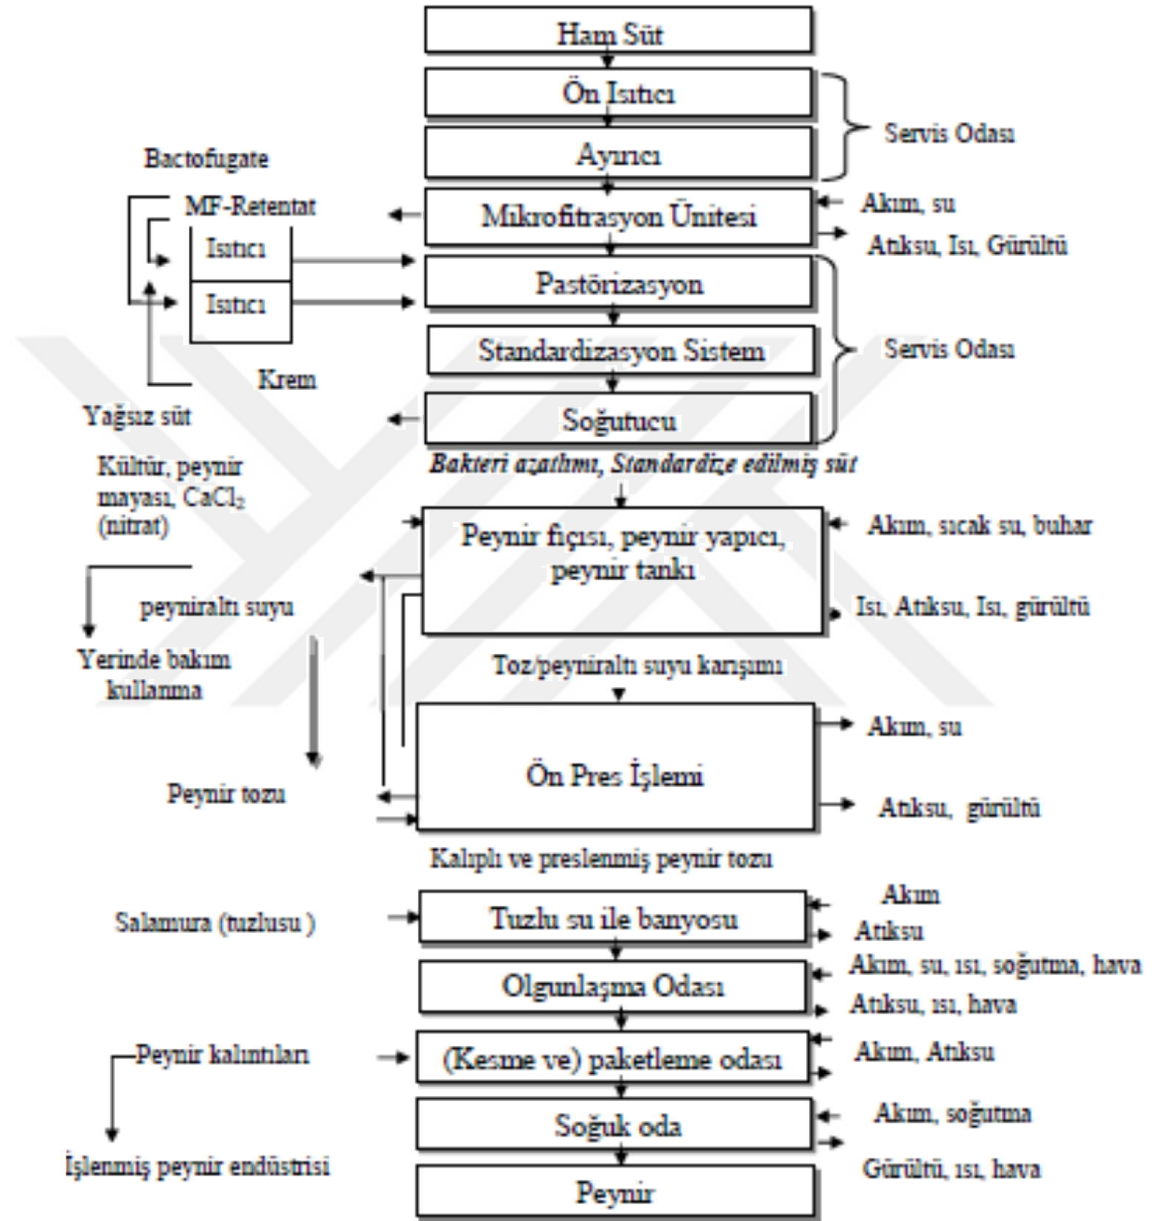 Ham Süt
Ön Isıtıcı
Servis Odası
Ayırıcı
Bactofugate
MF-Retentat
Mikrofitrasyon Ünitesi
Akım, su
Atıksu, Isı, Gürültü
Isıtıcı
Pastörizasyon
Isıtıcı
Standardizasyon Sistem
Servis Odası
Krem
Yağsız süt
Soğutucu
Bakteri azatlımı, Standardize edilmiş süt
Kültür, peynir
mayası, CaCl₂
(nitrat)
Peynir fiçısı, peynir yapıcı,
peynir tankı
Akım, sıcak su, buhar
peyniraltı suyu
Isı, Atıksu, Isı, gürültü
Yerinde bakım
kullanma
Toz/peyniraltı suyu karışımı
Akım, su
Ön Pres İşlemi
Peynir tozu
Atıksu, gürültü
Kalıplı ve preslenmiş peynir tozu
Salamura (tuzlusu )
Tuzlu su ile banyosu
Akım
Atıksu
Olgunlaşma Odası
Akım, su, ısı, soğutma, hava
Atıksu, ısı, hava
Peynir kalıntıları
(Kesme ve) paketleme odası
Akım, Atıksu
Soğuk oda
Akım, soğutma
Gürültü, ısı, hava
İşlenmiş peynir endüstrisi
Peynir